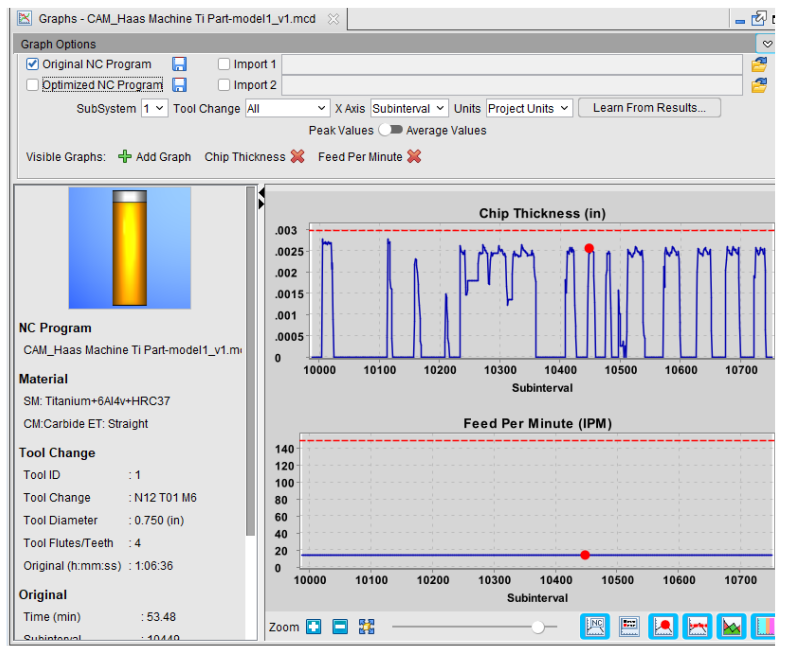 Graphs - CAM_Haas Machine Ti Part-model1_v1.mcd
Graph Options
Original NC Program Import 1
Optimized NC Program Import 2
SubSystem 1 Tool Change All X Axis Subinterval Units Project Units Learn From Results...
Peak Values Average Values
Visible Graphs: Add Graph Chip Thickness Feed Per Minute
NC Program
CAM_Haas Machine Ti Part-model1_v1.m
Material
SM: Titanium+6Al4v+HRC37
CM:Carbide ET: Straight
Tool Change
Tool ID : 1
Tool Change : N12 T01 M6
Tool Diameter : 0.750 (in)
Tool Flutes/Teeth : 4
Original (h:mm:ss) : 1:06:36
Original
Time (min) : 53.48
Subinterval : 10449
Chip Thickness (in)
.003
.0025
.002
.0015
.001
.0005
0
10000 10100 10200 10300 10400 10500 10600 10700
Subinterval
Feed Per Minute (IPM)
140
120
100
80
60
40
20
0
10000 10100 10200 10300 10400 10500 10600 10700
Subinterval
Zoom
NC